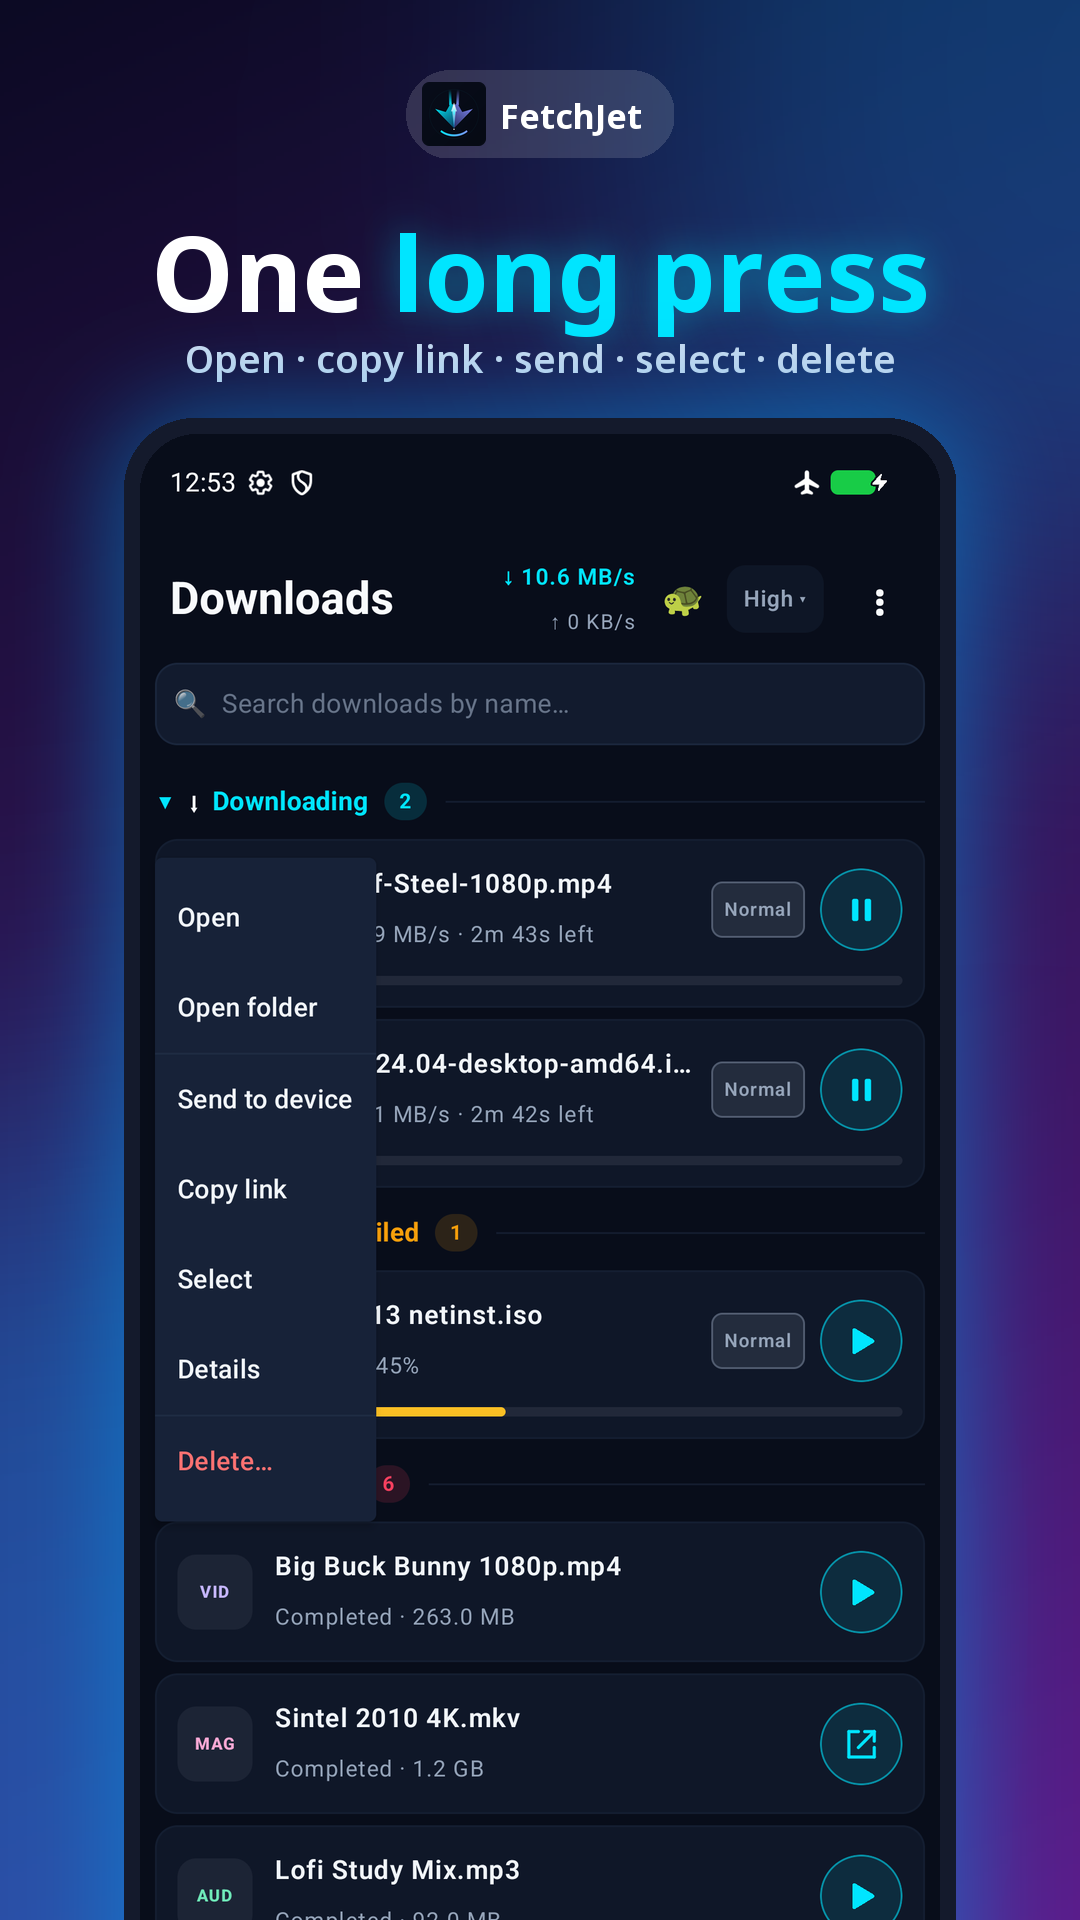 FetchJet
One long press
Open · copy link · send · select · delete
12:53
Downloads
↓ 10.6 MB/s
↑ 0 KB/s
High ▾
Search downloads by name…
▼ ↓ Downloading 2
f-Steel-1080p.mp4
9 MB/s · 2m 43s left
Normal
24.04-desktop-amd64.i…
1 MB/s · 2m 42s left
Normal
iled 1
13 netinst.iso
45%
Normal
6
Open
Open folder
Send to device
Copy link
Select
Details
Delete…
VID
Big Buck Bunny 1080p.mp4
Completed · 263.0 MB
MAG
Sintel 2010 4K.mkv
Completed · 1.2 GB
AUD
Lofi Study Mix.mp3
Completed · 92.0 MB